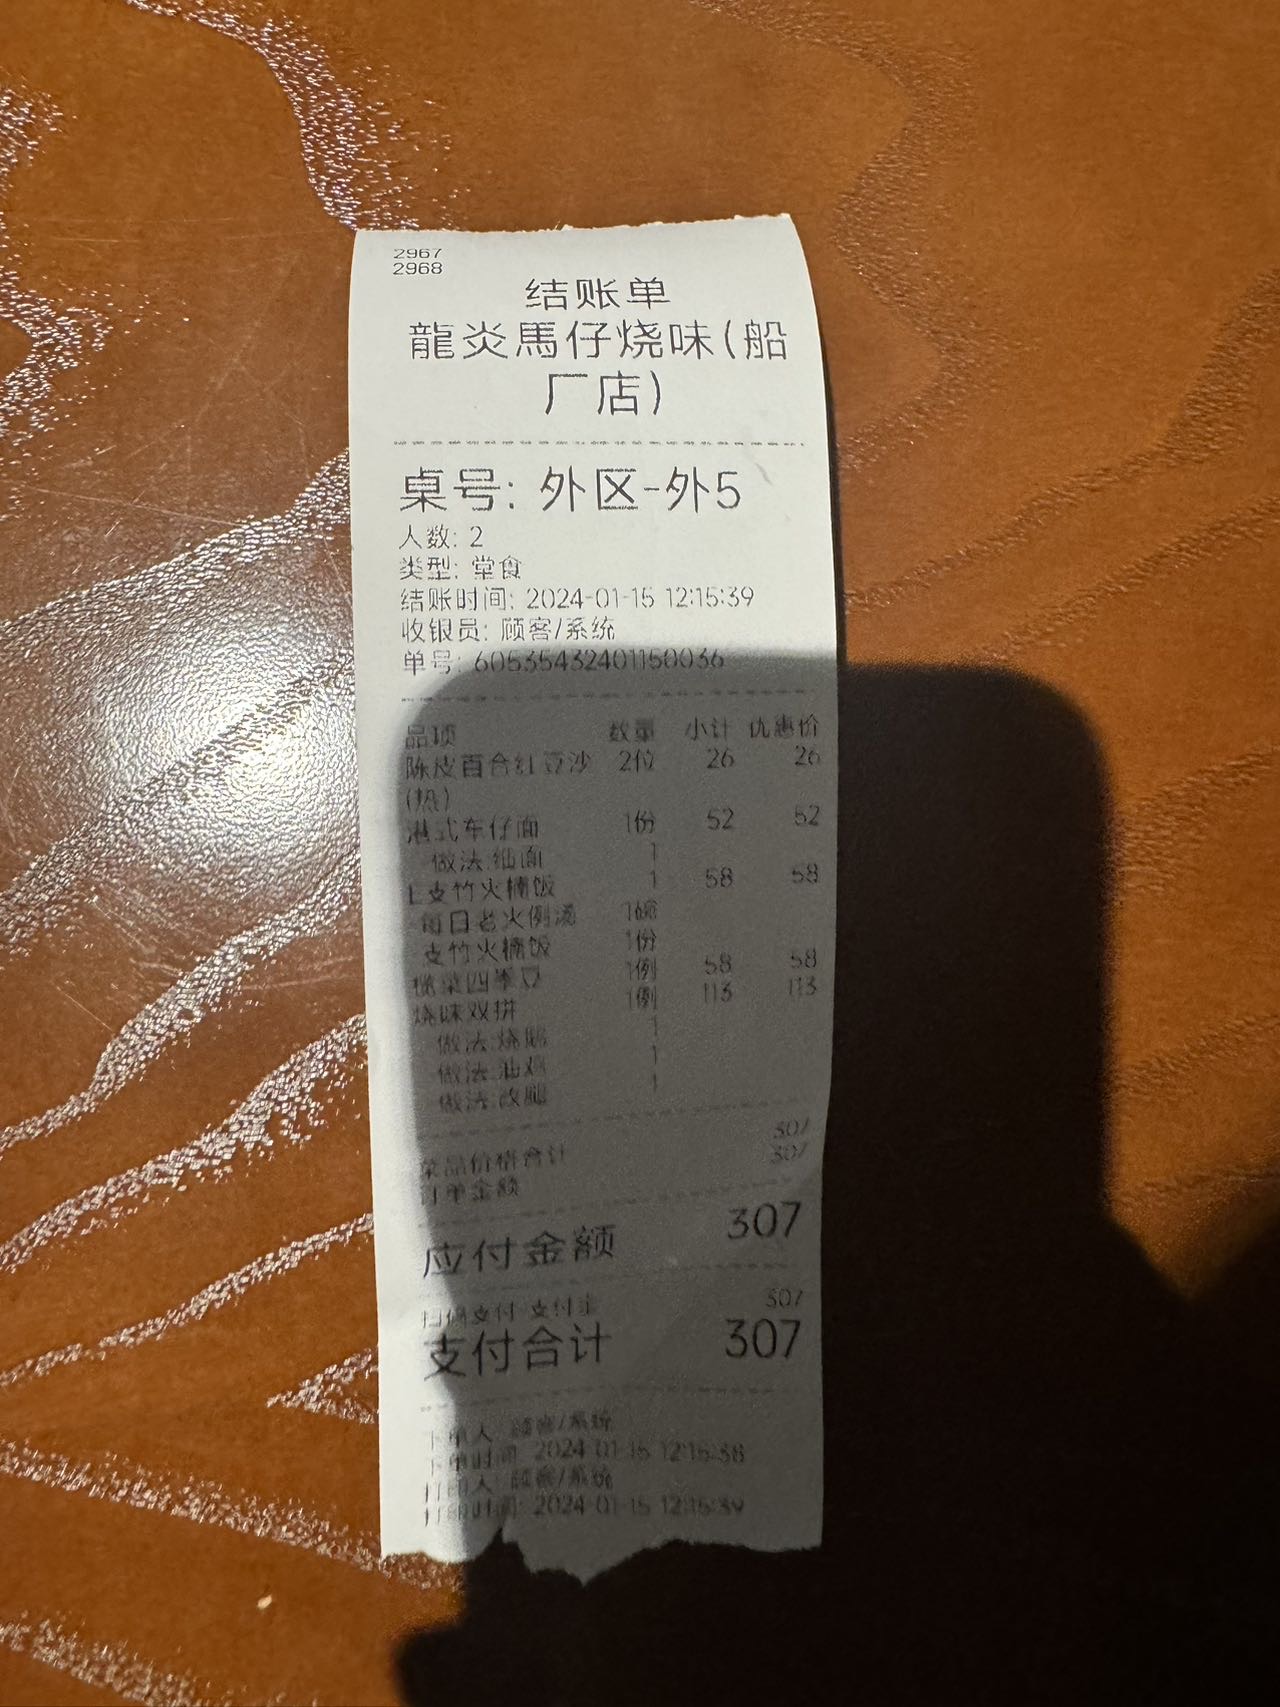 2967
2968
结账单
龍炎馬仔烧味(船
厂店)
桌号: 外区-外5
人数: 2
类型: 堂食
结账时间: 2024-01-15 12:15:39
收银员: 顾客/系统
单号: 60535432401150036
品项 数量 小计 优惠价
陈皮百合红豆沙 2位 26 26
(热)
港式车仔面 1份 52 52
做法:细面 1
L支竹火腩饭 1 58 58
每日老火例汤 1碗
支竹火腩饭 1份
榄菜四季豆 1例 58 58
烧味双拼 1例 113 113
做法:烧鹅 1
做法:油鸡 1
做法:改腿 1
菜品价格合计 307
订单金额 307
应付金额 307
扫码支付 支付宝 307
支付合计 307
下单人: 顾客/系统
下单时间: 2024-01-15 12:15:38
打印人: 顾客/系统
打印时间: 2024-01-15 12:15:39